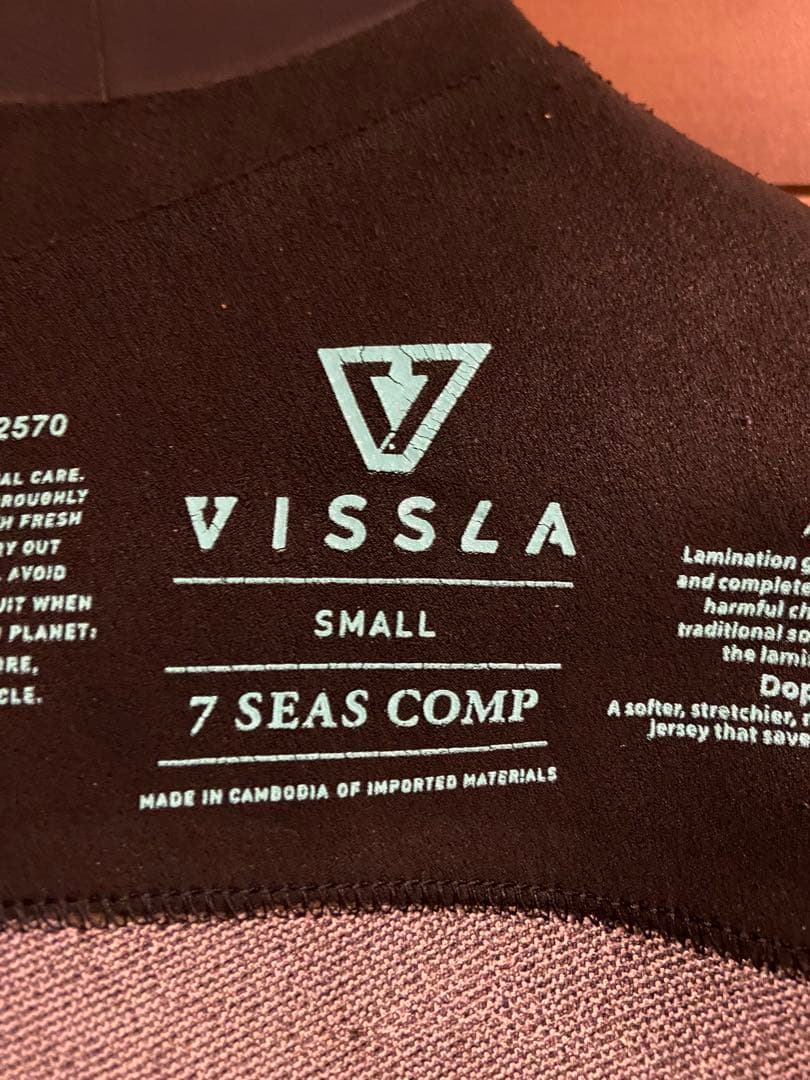 2570
AL CARE.
ROUGHLY
H FRESH
RY OUT
AVOID
UIT WHEN
PLANET:
ORE,
CLE.
VISSLA
SMALL
7 SEAS COMP
MADE IN CAMBODIA OF IMPORTED MATERIALS
Lamination g
and complete
harmful ch
traditional so
the lami
Dop
A softer, stretchier,
jersey that save